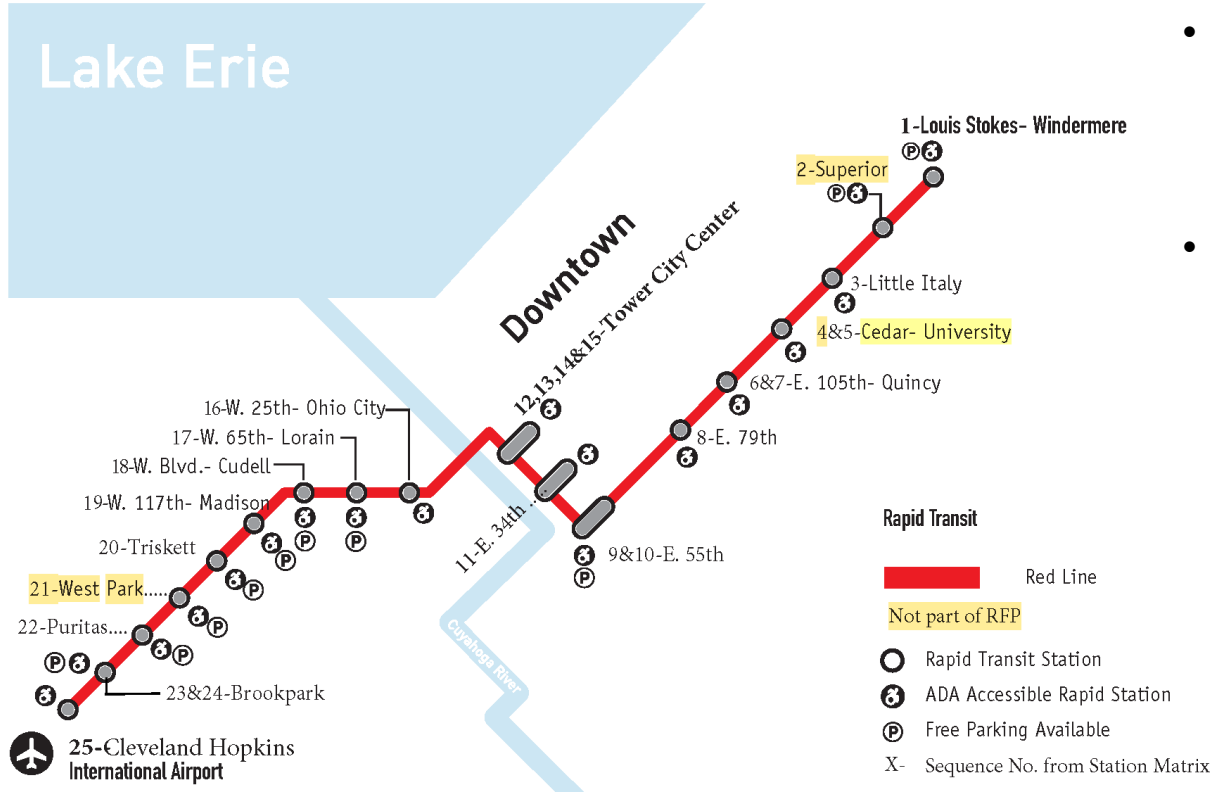 Lake Erie
1-Louis Stokes- Windermere
P
2-Superior
P
Downtown
12,13,14&15-Tower City Center
3-Little Italy
4&5-Cedar- University
6&7-E. 105th- Quincy
16-W. 25th- Ohio City
17-W. 65th- Lorain
8-E. 79th
18-W. Blvd.- Cudell
19-W. 117th- Madison
11-E. 34th ...
Rapid Transit
P
P
20-Triskett
P
9&10-E. 55th
P
Red Line
21-West Park.....
P
Not part of RFP
22-Puritas....
P
Cuyahoga River
P
P
Rapid Transit Station
23&24-Brookpark
ADA Accessible Rapid Station
P
Free Parking Available
25-Cleveland Hopkins
International Airport
X- Sequence No. from Station Matrix